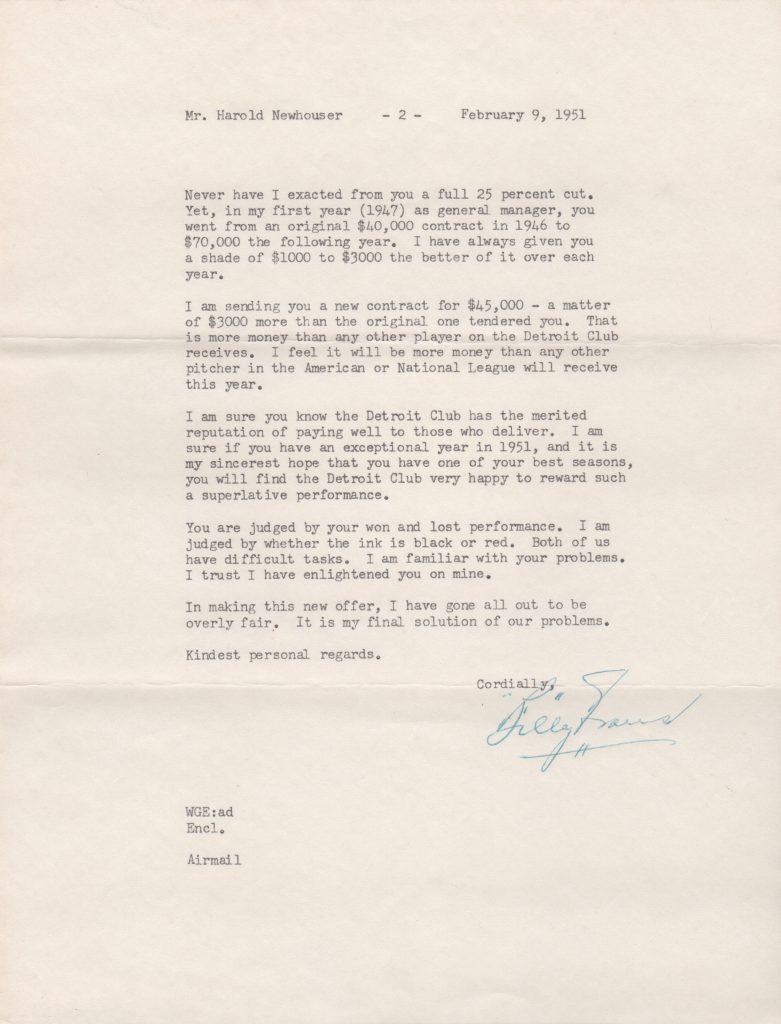 Mr. Harold Newhouser - 2 - February 9, 1951
Never have I exacted from you a full 25 percent cut.
Yet, in my first year (1947) as general manager, you
went from an original $40,000 contract in 1946 to
$70,000 the following year. I have always given you
a shade of $1000 to $3000 the better of it over each
year.
I am sending you a new contract for $45,000 - a matter
of $3000 more than the original one tendered you. That
is more money than any other player on the Detroit Club
receives. I feel it will be more money than any other
pitcher in the American or National League will receive
this year.
I am sure you know the Detroit Club has the merited
reputation of paying well to those who deliver. I am
sure if you have an exceptional year in 1951, and it is
my sincerest hope that you have one of your best seasons,
you will find the Detroit Club very happy to reward such
a superlative performance.
You are judged by your won and lost performance. I am
judged by whether the ink is black or red. Both of us
have difficult tasks. I am familiar with your problems.
I trust I have enlightened you on mine.
In making this new offer, I have gone all out to be
overly fair. It is my final solution of our problems.
Kindest personal regards.
Cordially,
"Billy" Evans
WGE:ad
Encl.
Airmail